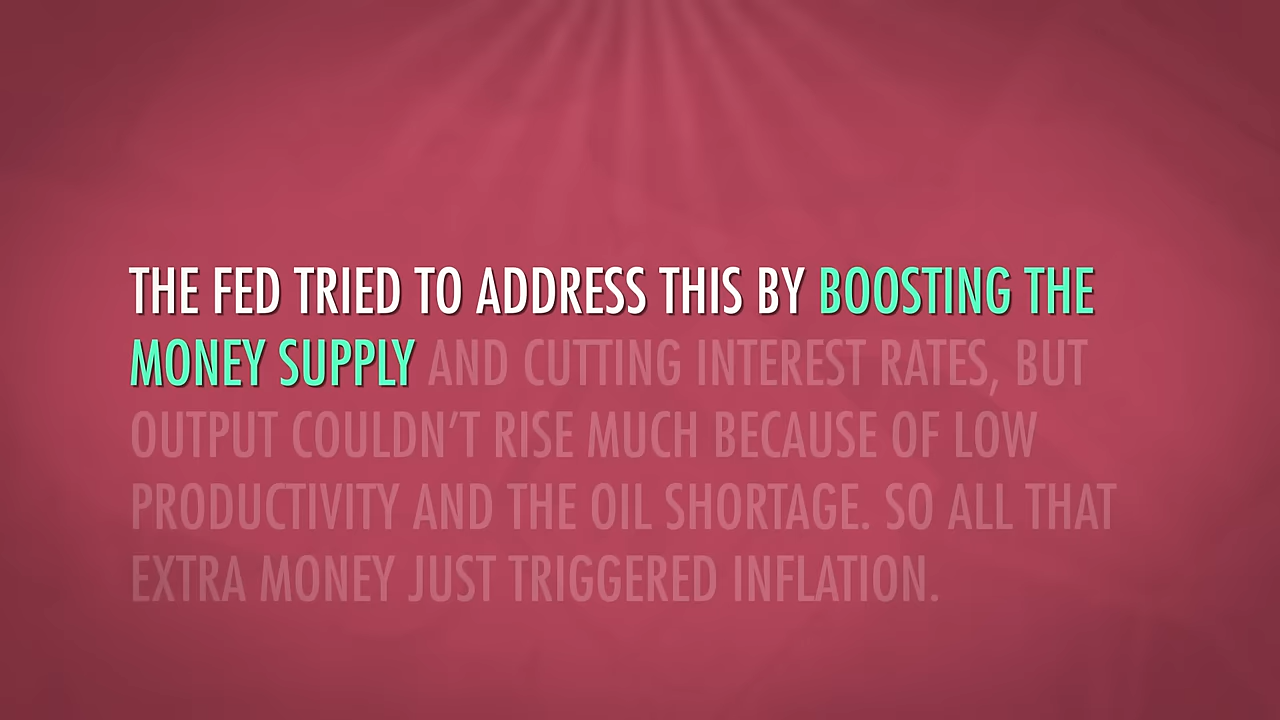 THE FED TRIED TO ADDRESS THIS BY BOOSTING THE
MONEY SUPPLY AND CUTTING INTEREST RATES, BUT
OUTPUT COULDN’T RISE MUCH BECAUSE OF LOW
PRODUCTIVITY AND THE OIL SHORTAGE. SO ALL THAT
EXTRA MONEY JUST TRIGGERED INFLATION.